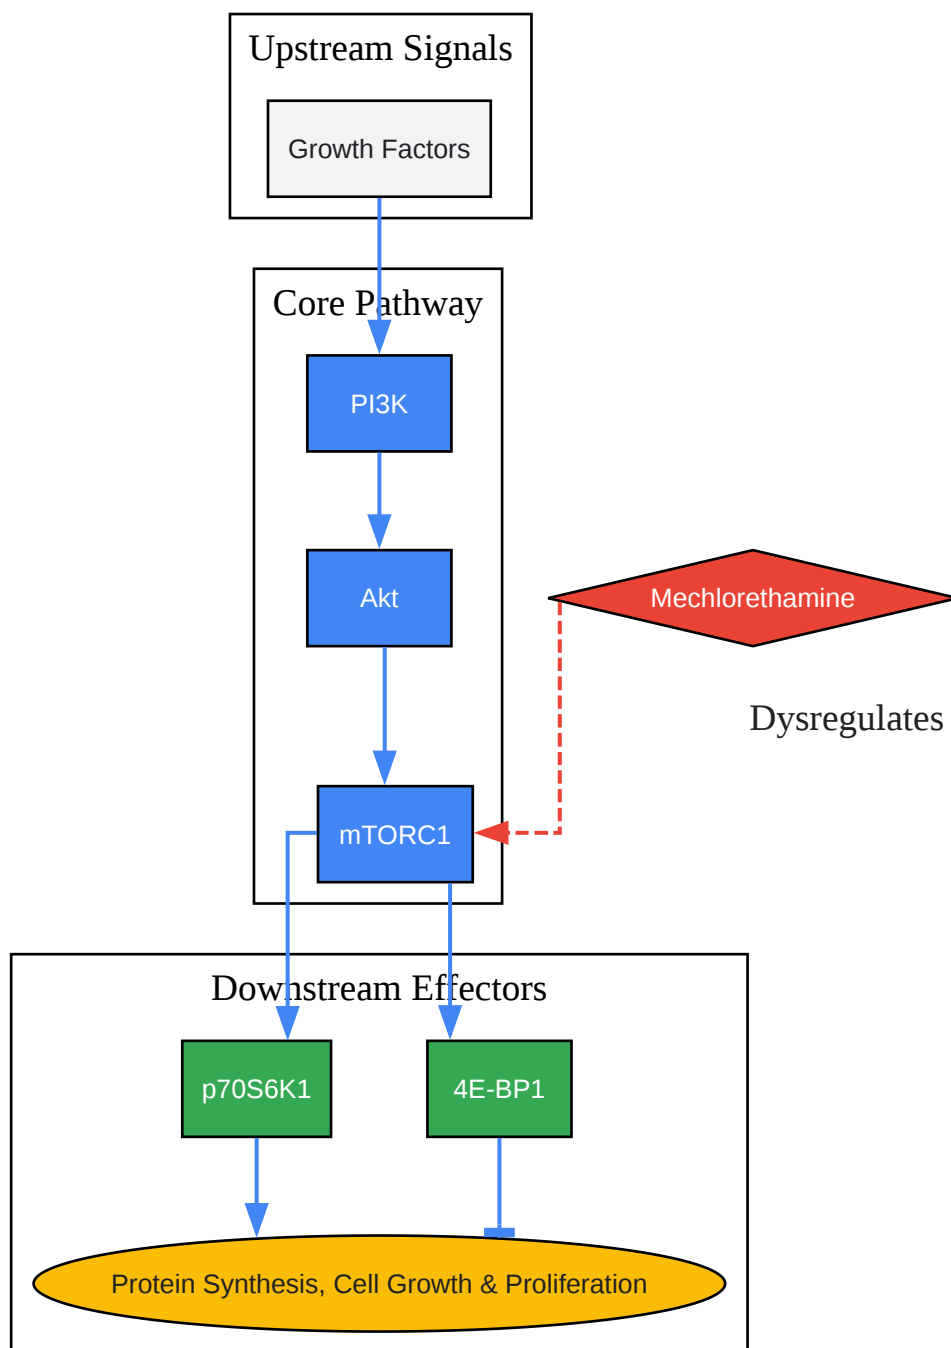 Upstream Signals
Growth Factors
Core Pathway
PI3K
Akt
Mechlorethamine
Dysregulates
mTORC1
Downstream Effectors
p70S6K1
4E-BP1
Protein Synthesis, Cell Growth & Proliferation